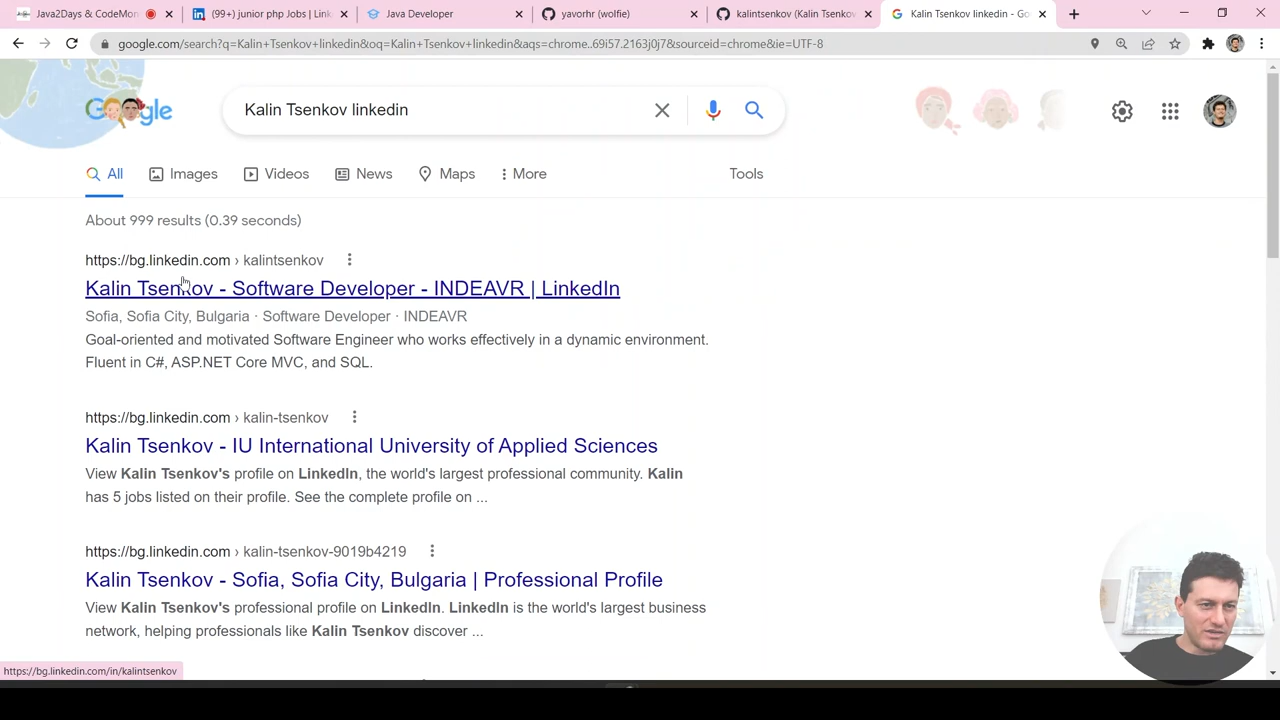 Java2Days & CodeMon
(99+) junior php Jobs | Link
Java Developer
yavorhr (wolfie)
kalintsenkov (Kalin Tsenkov
Kalin Tsenkov linkedin - Go
google.com/search?q=Kalin+Tsenkov+linkedin&oq=Kalin+Tsenkov+linkedin&aqs=chrome..69i57.2163j0j7&sourceid=chrome&ie=UTF-8
Kalin Tsenkov linkedin
All
Images
Videos
News
Maps
More
Tools
About 999 results (0.39 seconds)
https://bg.linkedin.com › kalintsenkov
Kalin Tsenkov - Software Developer - INDEAVR | LinkedIn
Sofia, Sofia City, Bulgaria · Software Developer · INDEAVR
Goal-oriented and motivated Software Engineer who works effectively in a dynamic environment.
Fluent in C#, ASP.NET Core MVC, and SQL.
https://bg.linkedin.com › kalin-tsenkov
Kalin Tsenkov - IU International University of Applied Sciences
View Kalin Tsenkov's profile on LinkedIn, the world's largest professional community. Kalin
has 5 jobs listed on their profile. See the complete profile on ...
https://bg.linkedin.com › kalin-tsenkov-9019b4219
Kalin Tsenkov - Sofia, Sofia City, Bulgaria | Professional Profile
View Kalin Tsenkov's professional profile on LinkedIn. LinkedIn is the world's largest business
network, helping professionals like Kalin Tsenkov discover ...
https://bg.linkedin.com/in/kalintsenkov